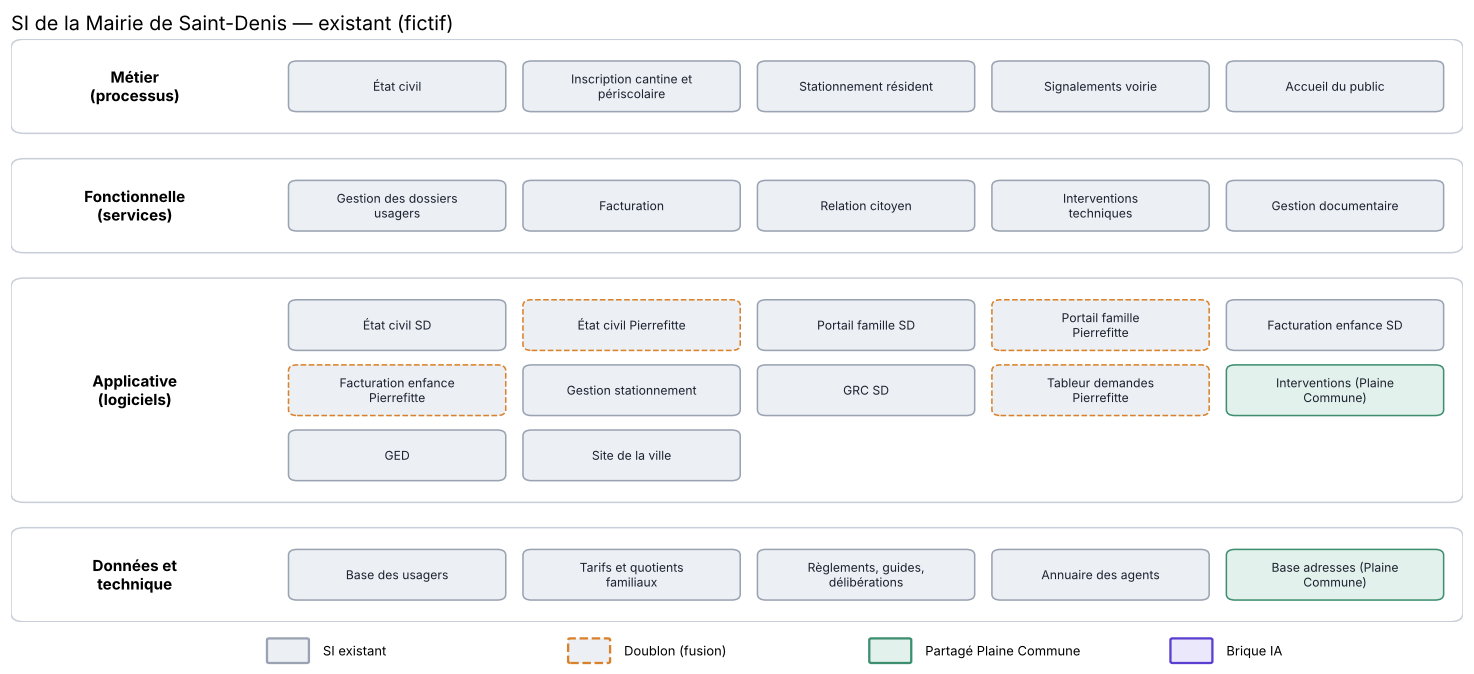 SI de la Mairie de Saint-Denis — existant (fictif)
Métier
(processus)
État civil
Inscription cantine et
périscolaire
Stationnement résident
Signalements voirie
Accueil du public
Fonctionnelle
(services)
Gestion des dossiers
usagers
Facturation
Relation citoyen
Interventions
techniques
Gestion documentaire
Applicative
(logiciels)
État civil SD
État civil Pierrefitte
Portail famille SD
Portail famille
Pierrefitte
Facturation enfance SD
Facturation enfance
Pierrefitte
Gestion stationnement
GRC SD
Tableur demandes
Pierrefitte
Interventions (Plaine
Commune)
GED
Site de la ville
Données et
technique
Base des usagers
Tarifs et quotients
familiaux
Règlements, guides,
délibérations
Annuaire des agents
Base adresses (Plaine
Commune)
SI existant
Doublon (fusion)
Partagé Plaine Commune
Brique IA